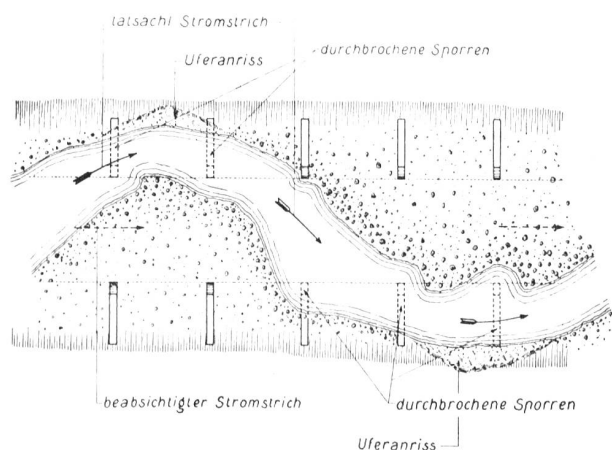 tatsächl Stromstrich
durchbrochene Sporren
Uferanriss
beabsichtigter Stromstrich
durchbrochene Sporren
Uferanriss